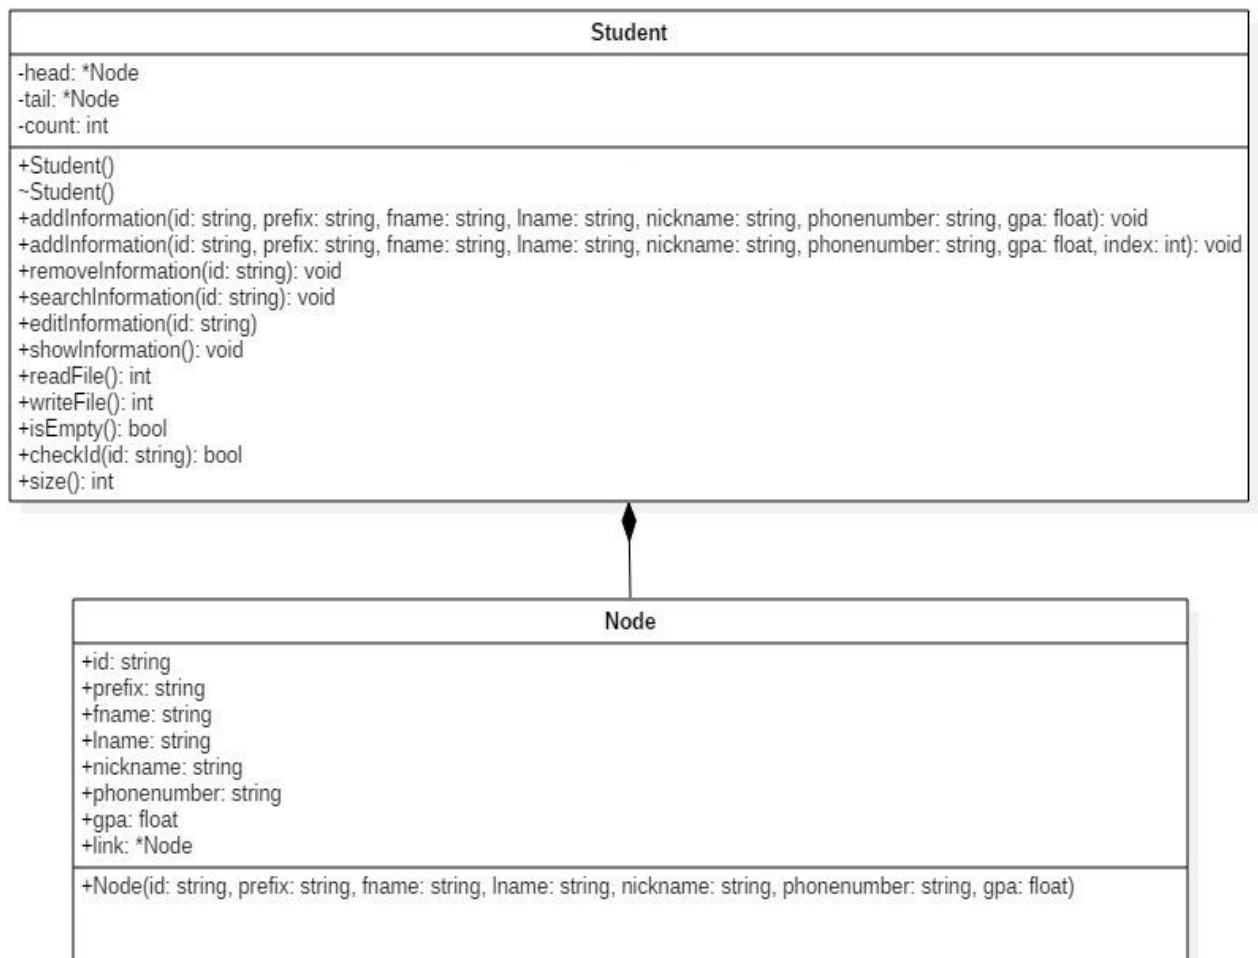 Student
-head: *Node
-tail: *Node
-count: int
+Student()
~Student()
+addInformation(id: string, prefix: string, fname: string, lname: string, nickname: string, phonenumber: string, gpa: float): void
+addInformation(id: string, prefix: string, fname: string, lname: string, nickname: string, phonenumber: string, gpa: float, index: int): void
+removeInformation(id: string): void
+searchInformation(id: string): void
+editInformation(id: string)
+showInformation(): void
+readFile(): int
+writeFile(): int
+isEmpty(): bool
+checkId(id: string): bool
+size(): int
Node
+id: string
+prefix: string
+fname: string
+lname: string
+nickname: string
+phonenumber: string
+gpa: float
+link: *Node
+Node(id: string, prefix: string, fname: string, lname: string, nickname: string, phonenumber: string, gpa: float)